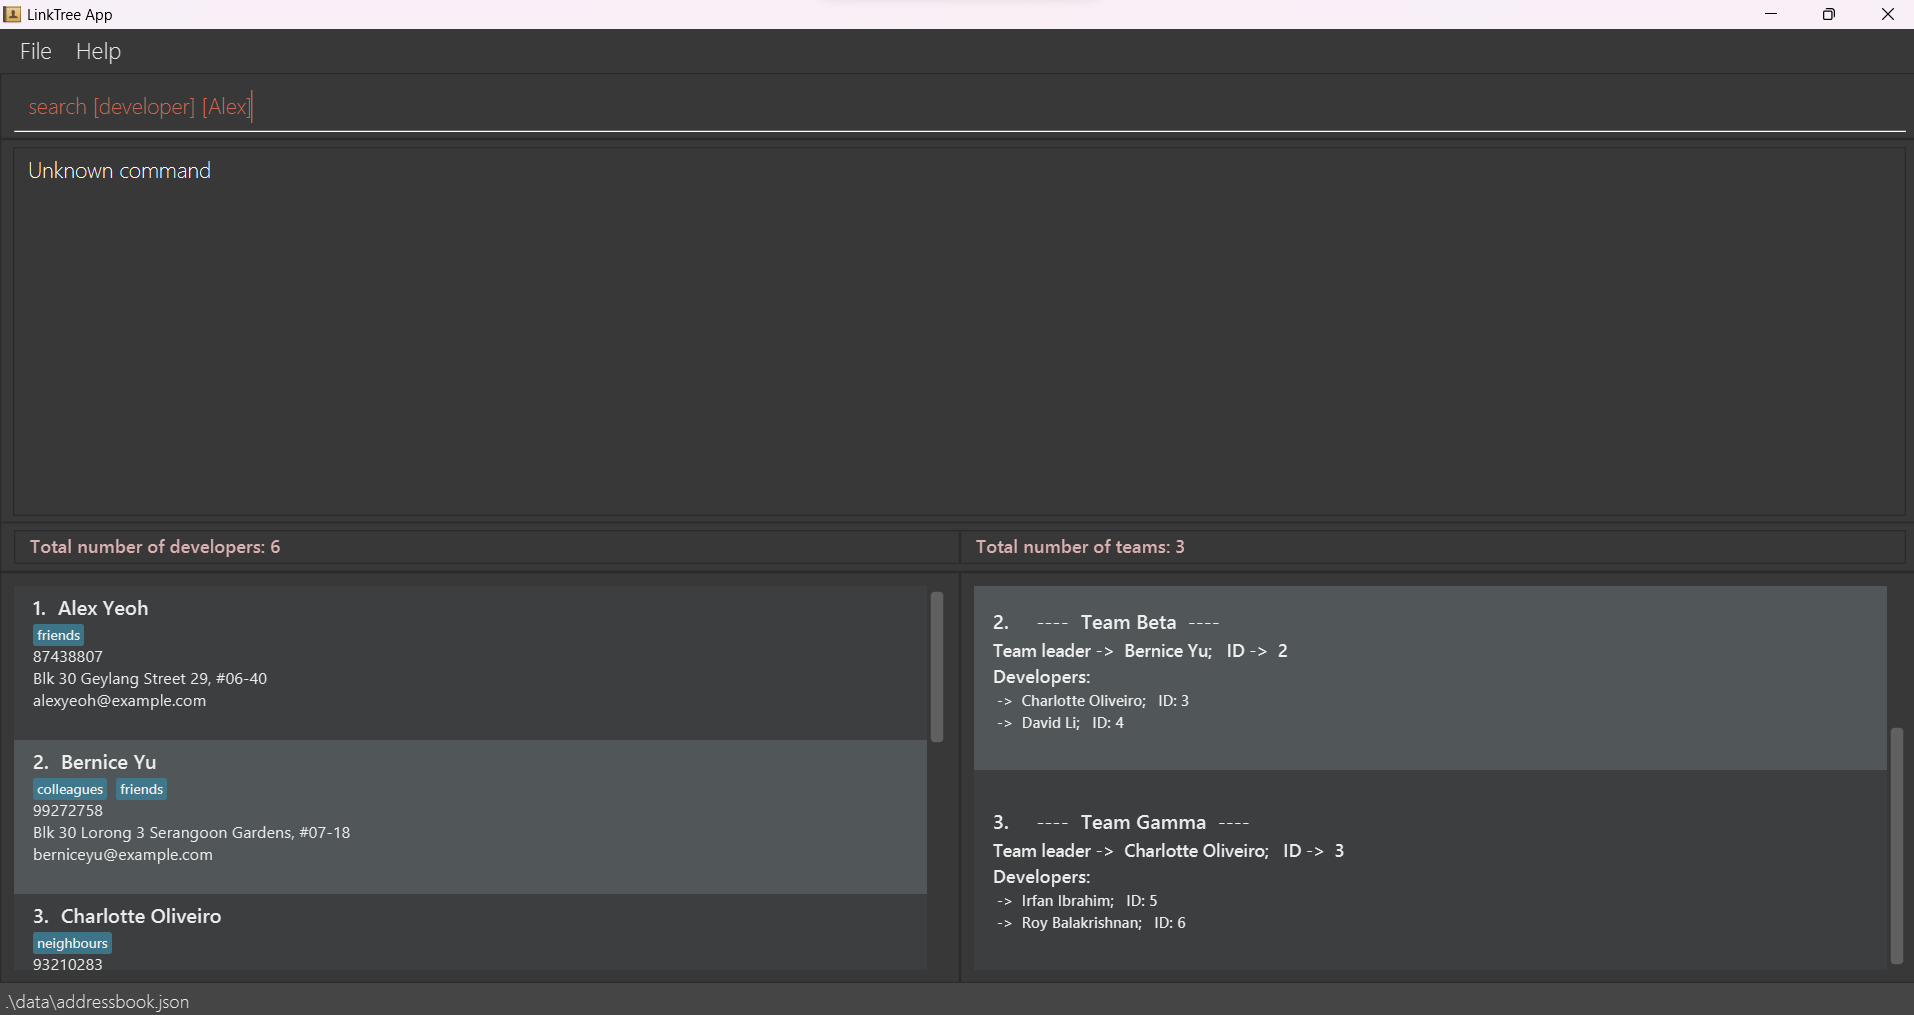 LinkTree App
File Help
search [developer] [Alex]
Unknown command
Total number of developers: 6
Total number of teams: 3
1. Alex Yeoh
friends
87438807
Blk 30 Geylang Street 29, #06-40
alexyeoh@example.com
2. Bernice Yu
colleagues friends
99272758
Blk 30 Lorong 3 Serangoon Gardens, #07-18
berniceyu@example.com
3. Charlotte Oliveiro
neighbours
93210283
2. ---- Team Beta ----
Team leader -> Bernice Yu; ID -> 2
Developers:
-> Charlotte Oliveiro; ID: 3
-> David Li; ID: 4
3. ---- Team Gamma ----
Team leader -> Charlotte Oliveiro; ID -> 3
Developers:
-> Irfan Ibrahim; ID: 5
-> Roy Balakrishnan; ID: 6
.\data\addressbook.json